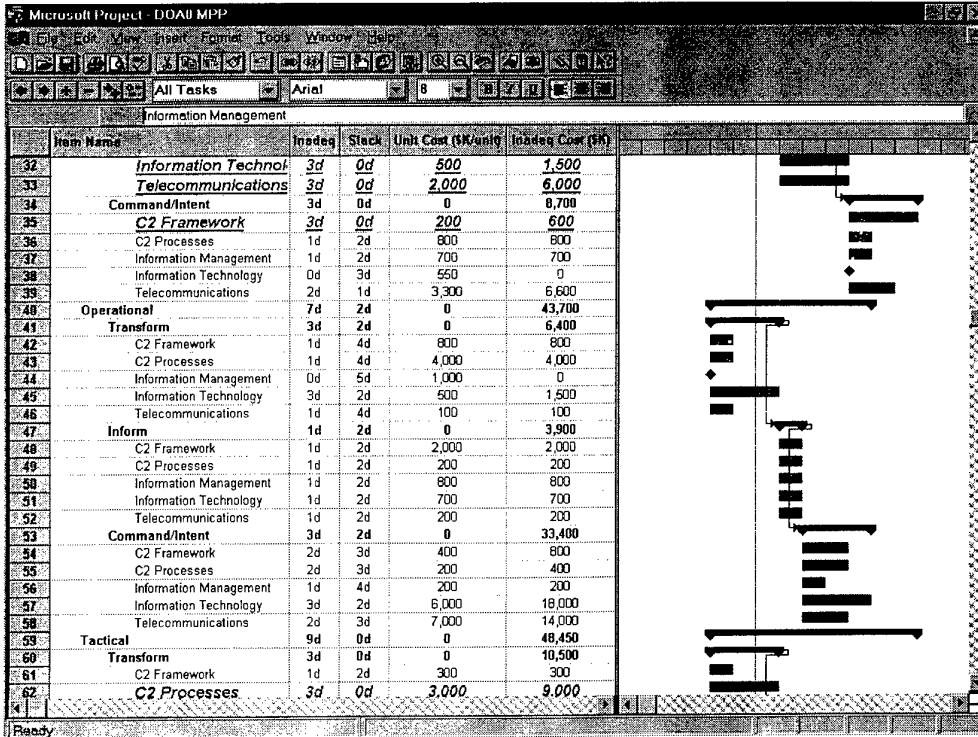 Microsoft Project - DOA0 MPP
File Edit View Insert Format Tools Window Help
All Tasks Arial 8 B I U
Information Management
Item Name Inadeq Slack Unit Cost ($K/unit) Inadeq Cost ($K)
32 Information Technol 3d 0d 500 1,500
33 Telecommunications 3d 0d 2,000 6,000
34 Command/Intent 3d 0d 0 8,700
35 C2 Framework 3d 0d 200 600
36 C2 Processes 1d 2d 800 800
37 Information Management 1d 2d 700 700
38 Information Technology 0d 3d 550 0
39 Telecommunications 2d 1d 3,300 6,600
40 Operational 7d 2d 0 43,700
41 Transform 3d 2d 0 6,400
42 C2 Framework 1d 4d 800 800
43 C2 Processes 1d 4d 4,000 4,000
44 Information Management 0d 5d 1,000 0
45 Information Technology 3d 2d 500 1,500
46 Telecommunications 1d 4d 100 100
47 Inform 1d 2d 0 3,900
48 C2 Framework 1d 2d 2,000 2,000
49 C2 Processes 1d 2d 200 200
50 Information Management 1d 2d 800 800
51 Information Technology 1d 2d 700 700
52 Telecommunications 1d 2d 200 200
53 Command/Intent 3d 2d 0 33,400
54 C2 Framework 2d 3d 400 800
55 C2 Processes 2d 3d 200 400
56 Information Management 1d 4d 200 200
57 Information Technology 3d 2d 6,000 18,000
58 Telecommunications 2d 3d 7,000 14,000
59 Tactical 9d 0d 0 48,450
60 Transform 3d 0d 0 10,500
61 C2 Framework 1d 2d 300 300
62 C2 Processes 3d 0d 3,000 9,000
Ready